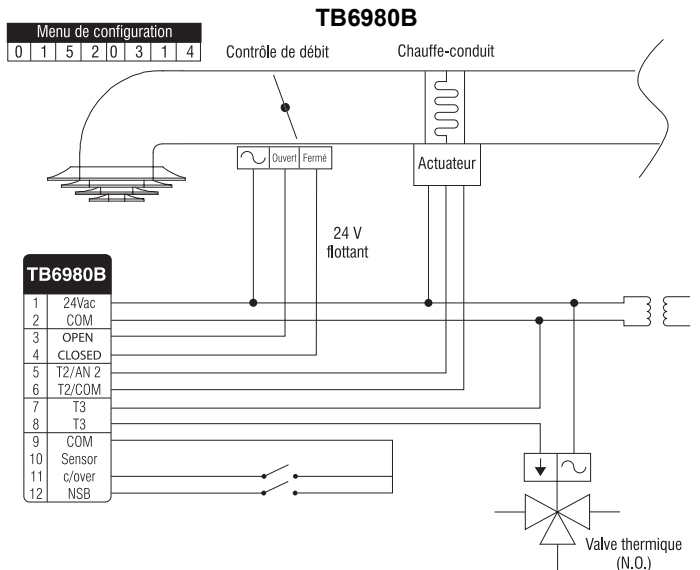 TB6980B
Menu de configuration
0 1 5 2 0 3 1 4
Contrôle de débit
Chauffe-conduit
Ouvert
Fermé
Actuateur
24 V
flottant
TB6980B
1 24Vac
2 COM
3 OPEN
4 CLOSED
5 T2/AN 2
6 T2/COM
7 T3
8 T3
9 COM
10 Sensor
11 c/over
12 NSB
Valve thermique
(N.O.)